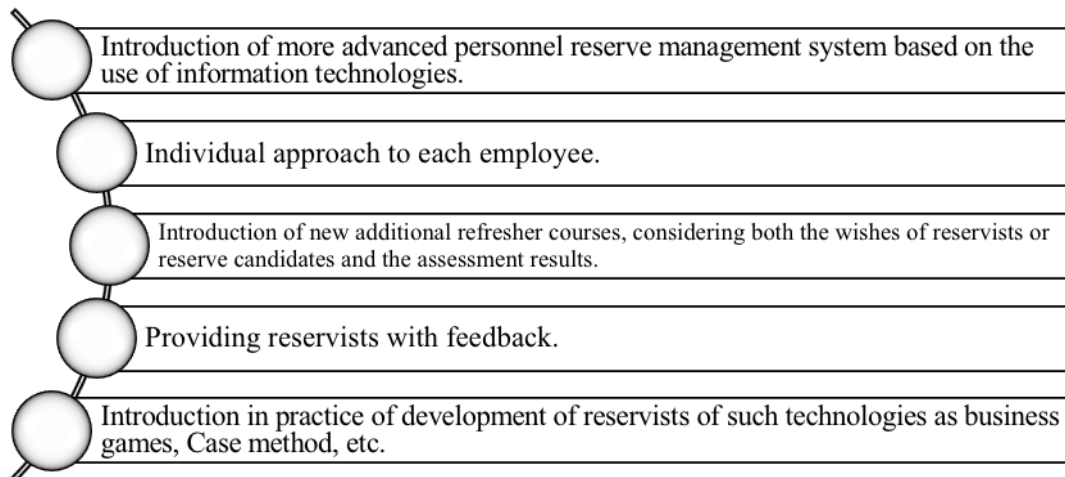 Introduction of more advanced personnel reserve management system based on the
use of information technologies.
Individual approach to each employee.
Introduction of new additional refresher courses, considering both the wishes of reservists or
reserve candidates and the assessment results.
Providing reservists with feedback.
Introduction in practice of development of reservists of such technologies as business
games, Case method, etc.